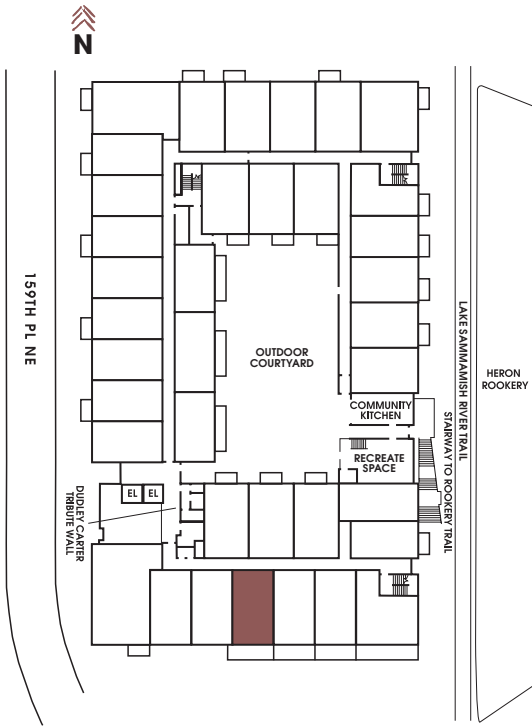 N
159TH PL NE
OUTDOOR
COURTYARD
COMMUNITY
KITCHEN
RECREATE
SPACE
LAKE SAMMAMISH RIVER TRAIL
STAIRWAY TO ROOKERY TRAIL
HERON
ROOKERY
EL
EL
DUDLEY CARTER
TRIBUTE WALL